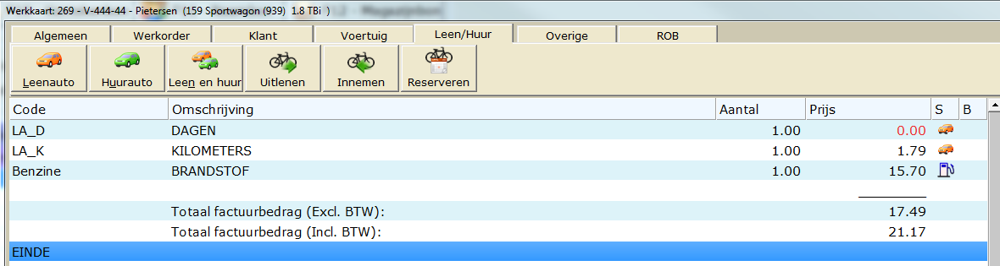 Werkkaart: 269 - V-444-44 - Pietersen (159 Sportwagon (939) 1.8 TBi )
Algemeen Werkorder Klant Voertuig Leen/Huur Overige ROB
Leenauto Huurauto Leen en huur Uitlenen Innemen Reserveren
Code Omschrijving Aantal Prijs S B
LA_D DAGEN 1.00 0.00
LA_K KILOMETERS 1.00 1.79
Benzine BRANDSTOF 1.00 15.70
Totaal factuurbedrag (Excl. BTW): 17.49
Totaal factuurbedrag (Incl. BTW): 21.17
EINDE